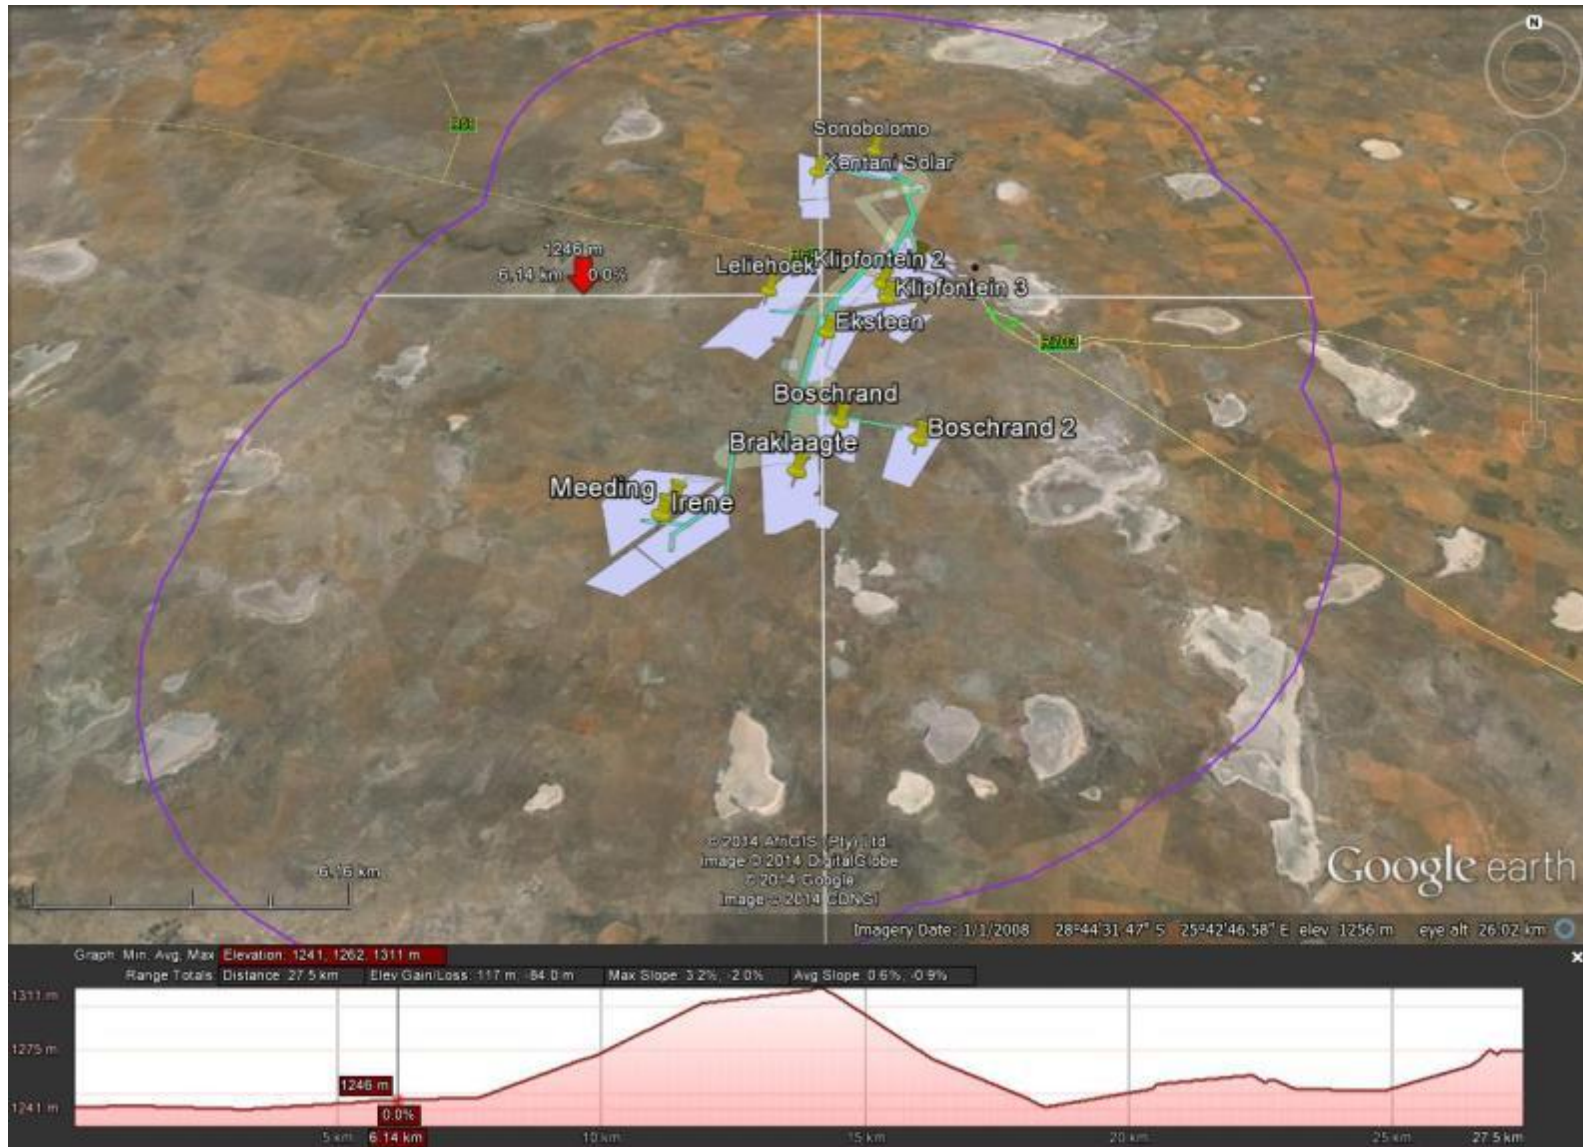 N
R64
Sonobolomo
Kentani Solar
1246 m
6.14 km 0.0%
Leliehoek
Klipfontein 2
Klipfontein 3
Eksteen
R703
Boschrand
Boschrand 2
Braklaagte
Meeding
Irene
6.16 km
© 2014 AfriGIS (Pty) Ltd.
Image © 2014 DigitalGlobe
© 2014 Google
Image © 2014 CDNGI
Google earth
Imagery Date: 1/1/2008 28°44'31.47" S 25°42'46.58" E elev 1256 m eye alt 26.02 km
Graph: Min, Avg, Max Elevation: 1241, 1262, 1311 m
Range Totals: Distance: 27.5 km Elev Gain/Loss: 117 m, -84.0 m Max Slope: 3.2%, -2.0% Avg Slope: 0.6%, -0.9%
1311 m
1275 m
1246 m
1241 m
0.0%
5 km 6.14 km 10 km 15 km 20 km 25 km 27.5 km